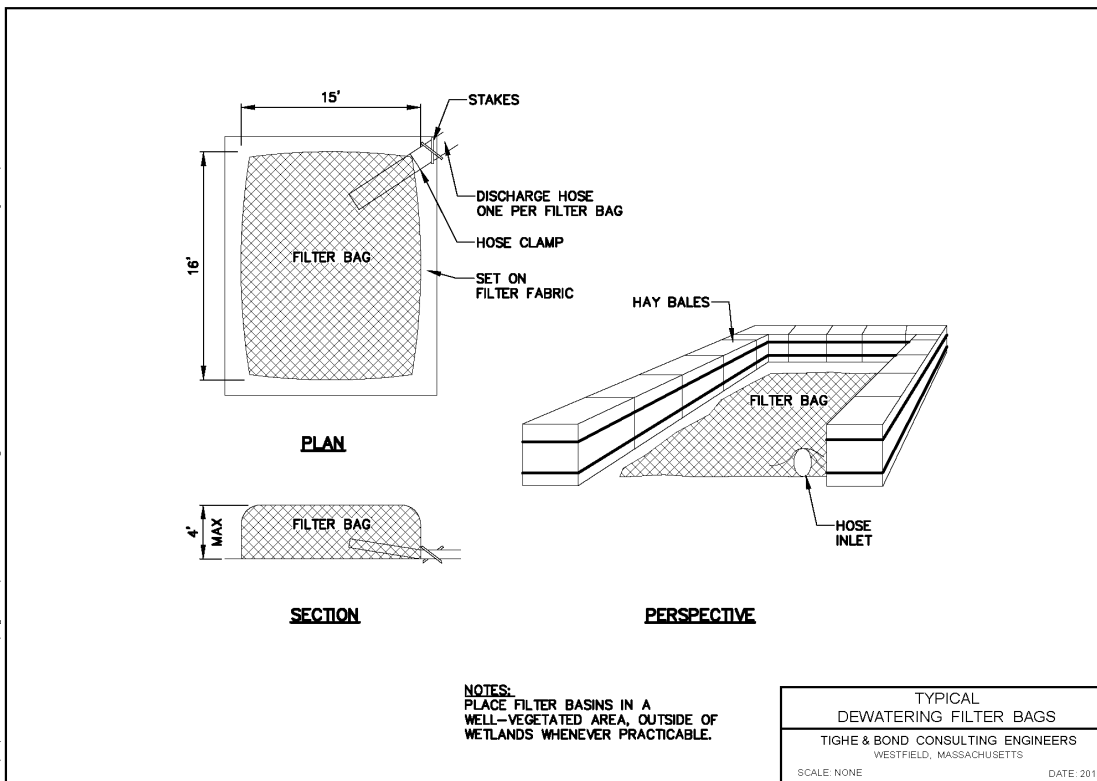 15'
STAKES
DISCHARGE HOSE
ONE PER FILTER BAG
HOSE CLAMP
FILTER BAG
16'
SET ON
FILTER FABRIC
PLAN
HAY BALES
FILTER BAG
HOSE
INLET
PERSPECTIVE
4'
MAX
FILTER BAG
SECTION
NOTES:
PLACE FILTER BASINS IN A
WELL-VEGETATED AREA, OUTSIDE OF
WETLANDS WHENEVER PRACTICABLE.
TYPICAL
DEWATERING FILTER BAGS
TIGHE & BOND CONSULTING ENGINEERS
WESTFIELD, MASSACHUSETTS
SCALE: NONE
DATE: 201